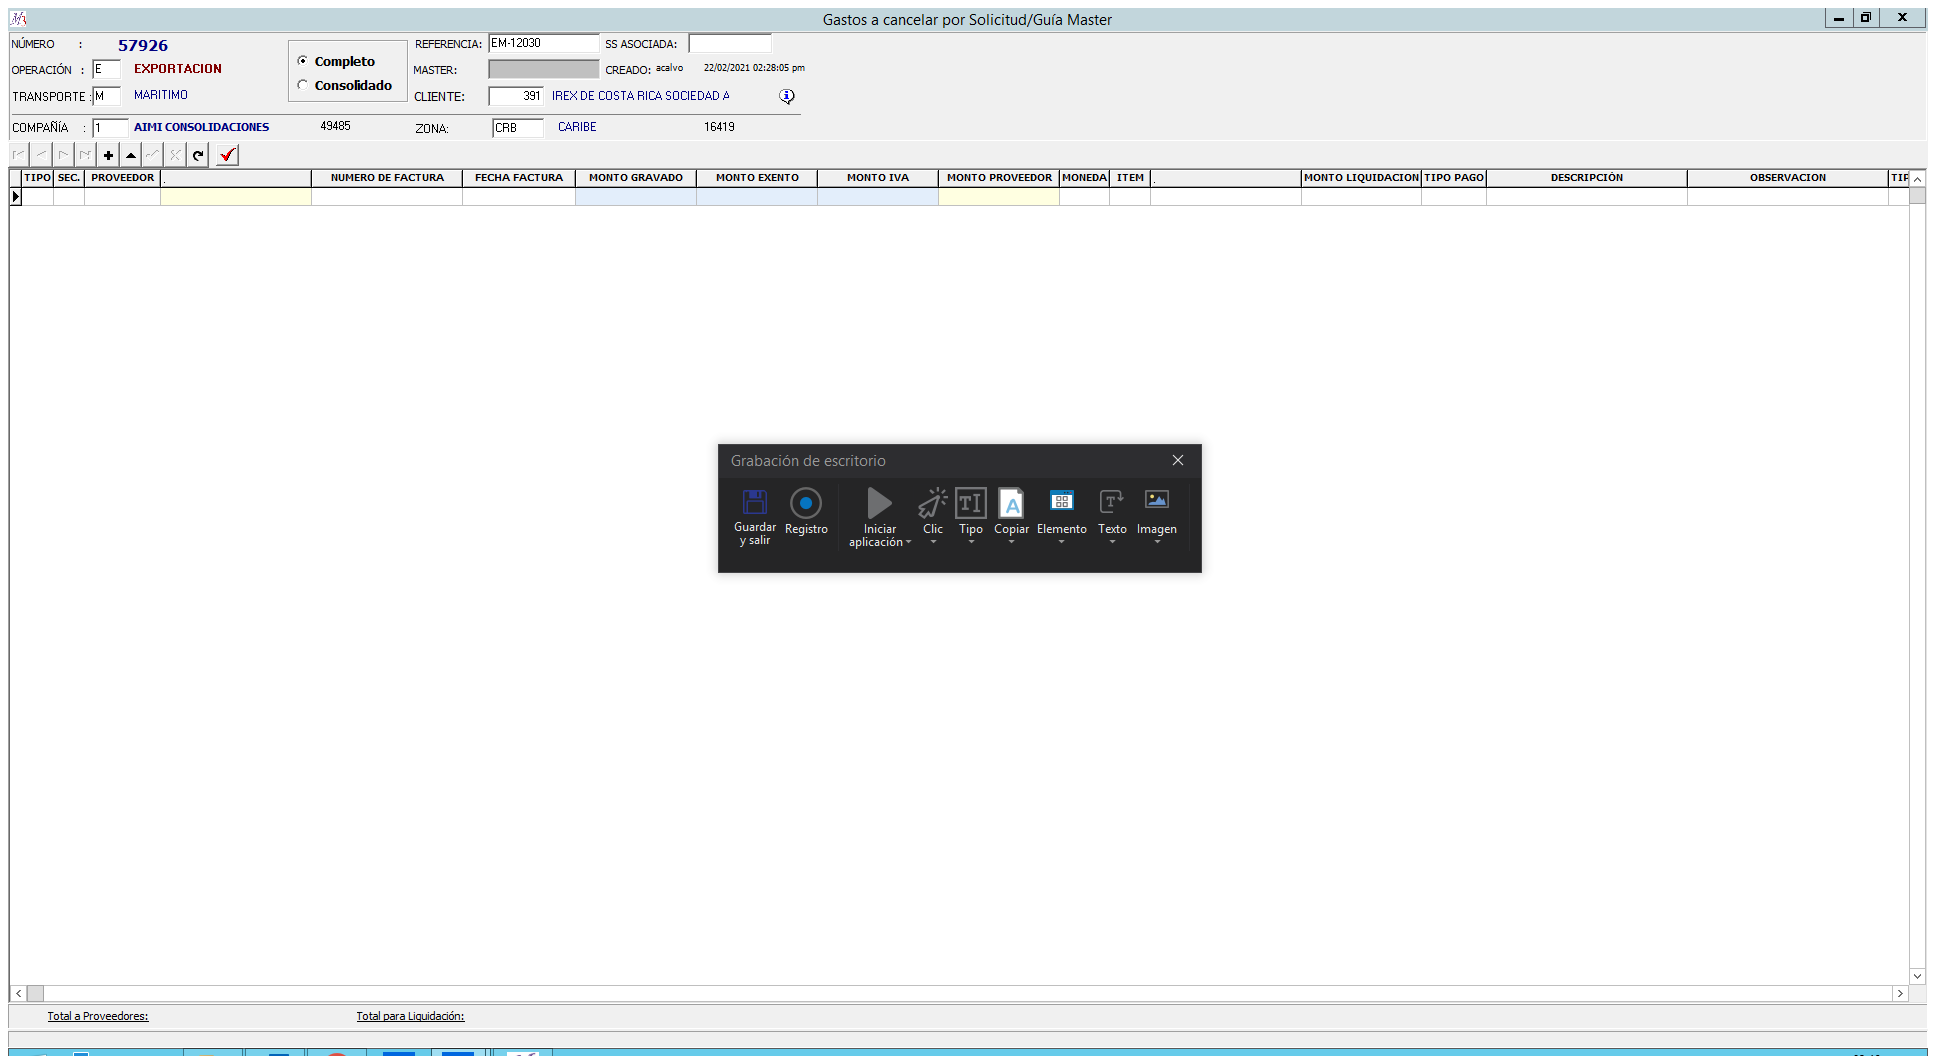 Gastos a cancelar por Solicitud/Guía Master
NÚMERO : 57926
REFERENCIA: EM-12030 SS ASOCIADA:
OPERACIÓN : E EXPORTACION
Completo
MASTER: CREADO: acalvo 22/02/2021 02:28:05 pm
Consolidado
TRANSPORTE : M MARITIMO
CLIENTE: 391 IREX DE COSTA RICA SOCIEDAD A
COMPAÑÍA : 1 AIMI CONSOLIDACIONES 49485 ZONA: CRB CARIBE 16419
TIPO SEC. PROVEEDOR . NUMERO DE FACTURA FECHA FACTURA MONTO GRAVADO MONTO EXENTO MONTO IVA MONTO PROVEEDOR MONEDA ITEM . MONTO LIQUIDACION TIPO PAGO DESCRIPCIÓN OBSERVACION TIP
Grabación de escritorio
Guardar y salir
Registro
Iniciar aplicación
Clic
Tipo
Copiar
Elemento
Texto
Imagen
Total a Proveedores: Total para Liquidación: